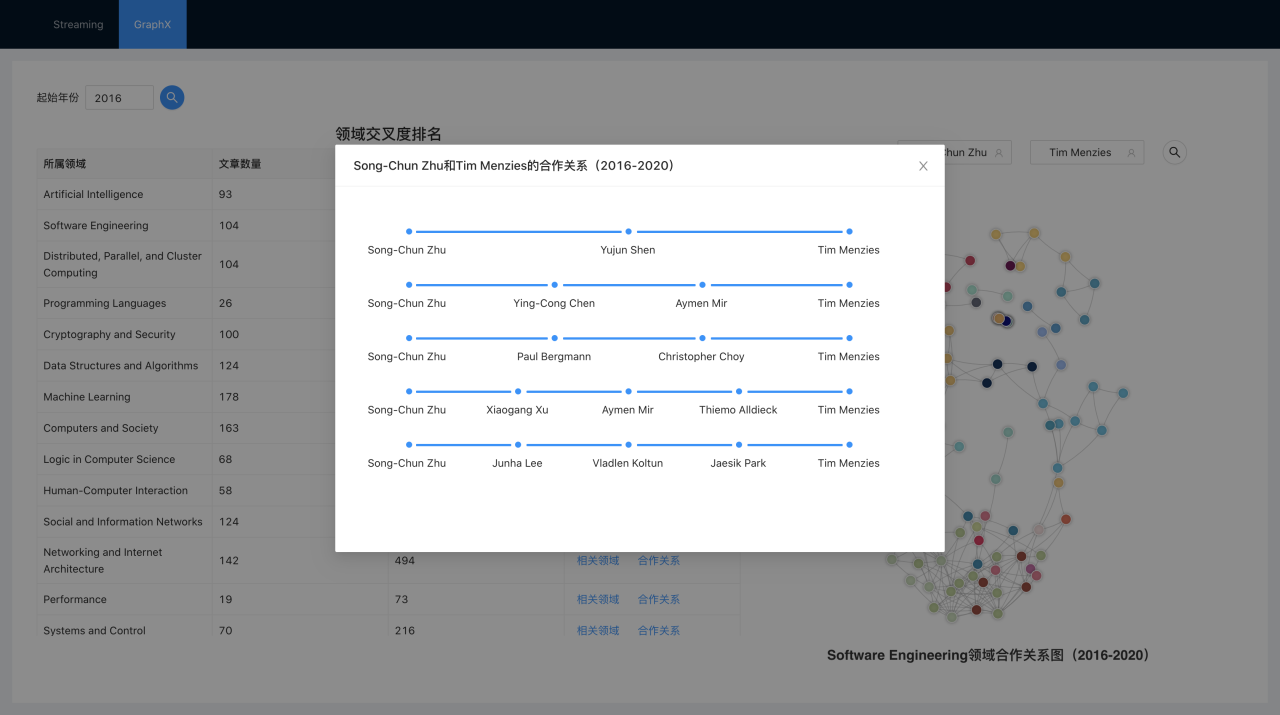 Streaming
GraphX
起始年份
2016
领域交叉度排名
所属领域
文章数量
Artificial Intelligence
93
Software Engineering
104
Distributed, Parallel, and Cluster
Computing
104
Programming Languages
26
Cryptography and Security
100
Data Structures and Algorithms
124
Machine Learning
178
Computers and Society
163
Logic in Computer Science
68
Human-Computer Interaction
58
Social and Information Networks
124
Networking and Internet
Architecture
142
494
相关领域
合作关系
Performance
19
73
相关领域
合作关系
Systems and Control
70
216
相关领域
合作关系
Song-Chun Zhu和Tim Menzies的合作关系（2016-2020）
Song-Chun Zhu
Yujun Shen
Tim Menzies
Song-Chun Zhu
Ying-Cong Chen
Aymen Mir
Tim Menzies
Song-Chun Zhu
Paul Bergmann
Christopher Choy
Tim Menzies
Song-Chun Zhu
Xiaogang Xu
Aymen Mir
Thiemo Alldieck
Tim Menzies
Song-Chun Zhu
Junha Lee
Vladlen Koltun
Jaesik Park
Tim Menzies
Zhu
Tim Menzies
Software Engineering领域合作关系图（2016-2020）